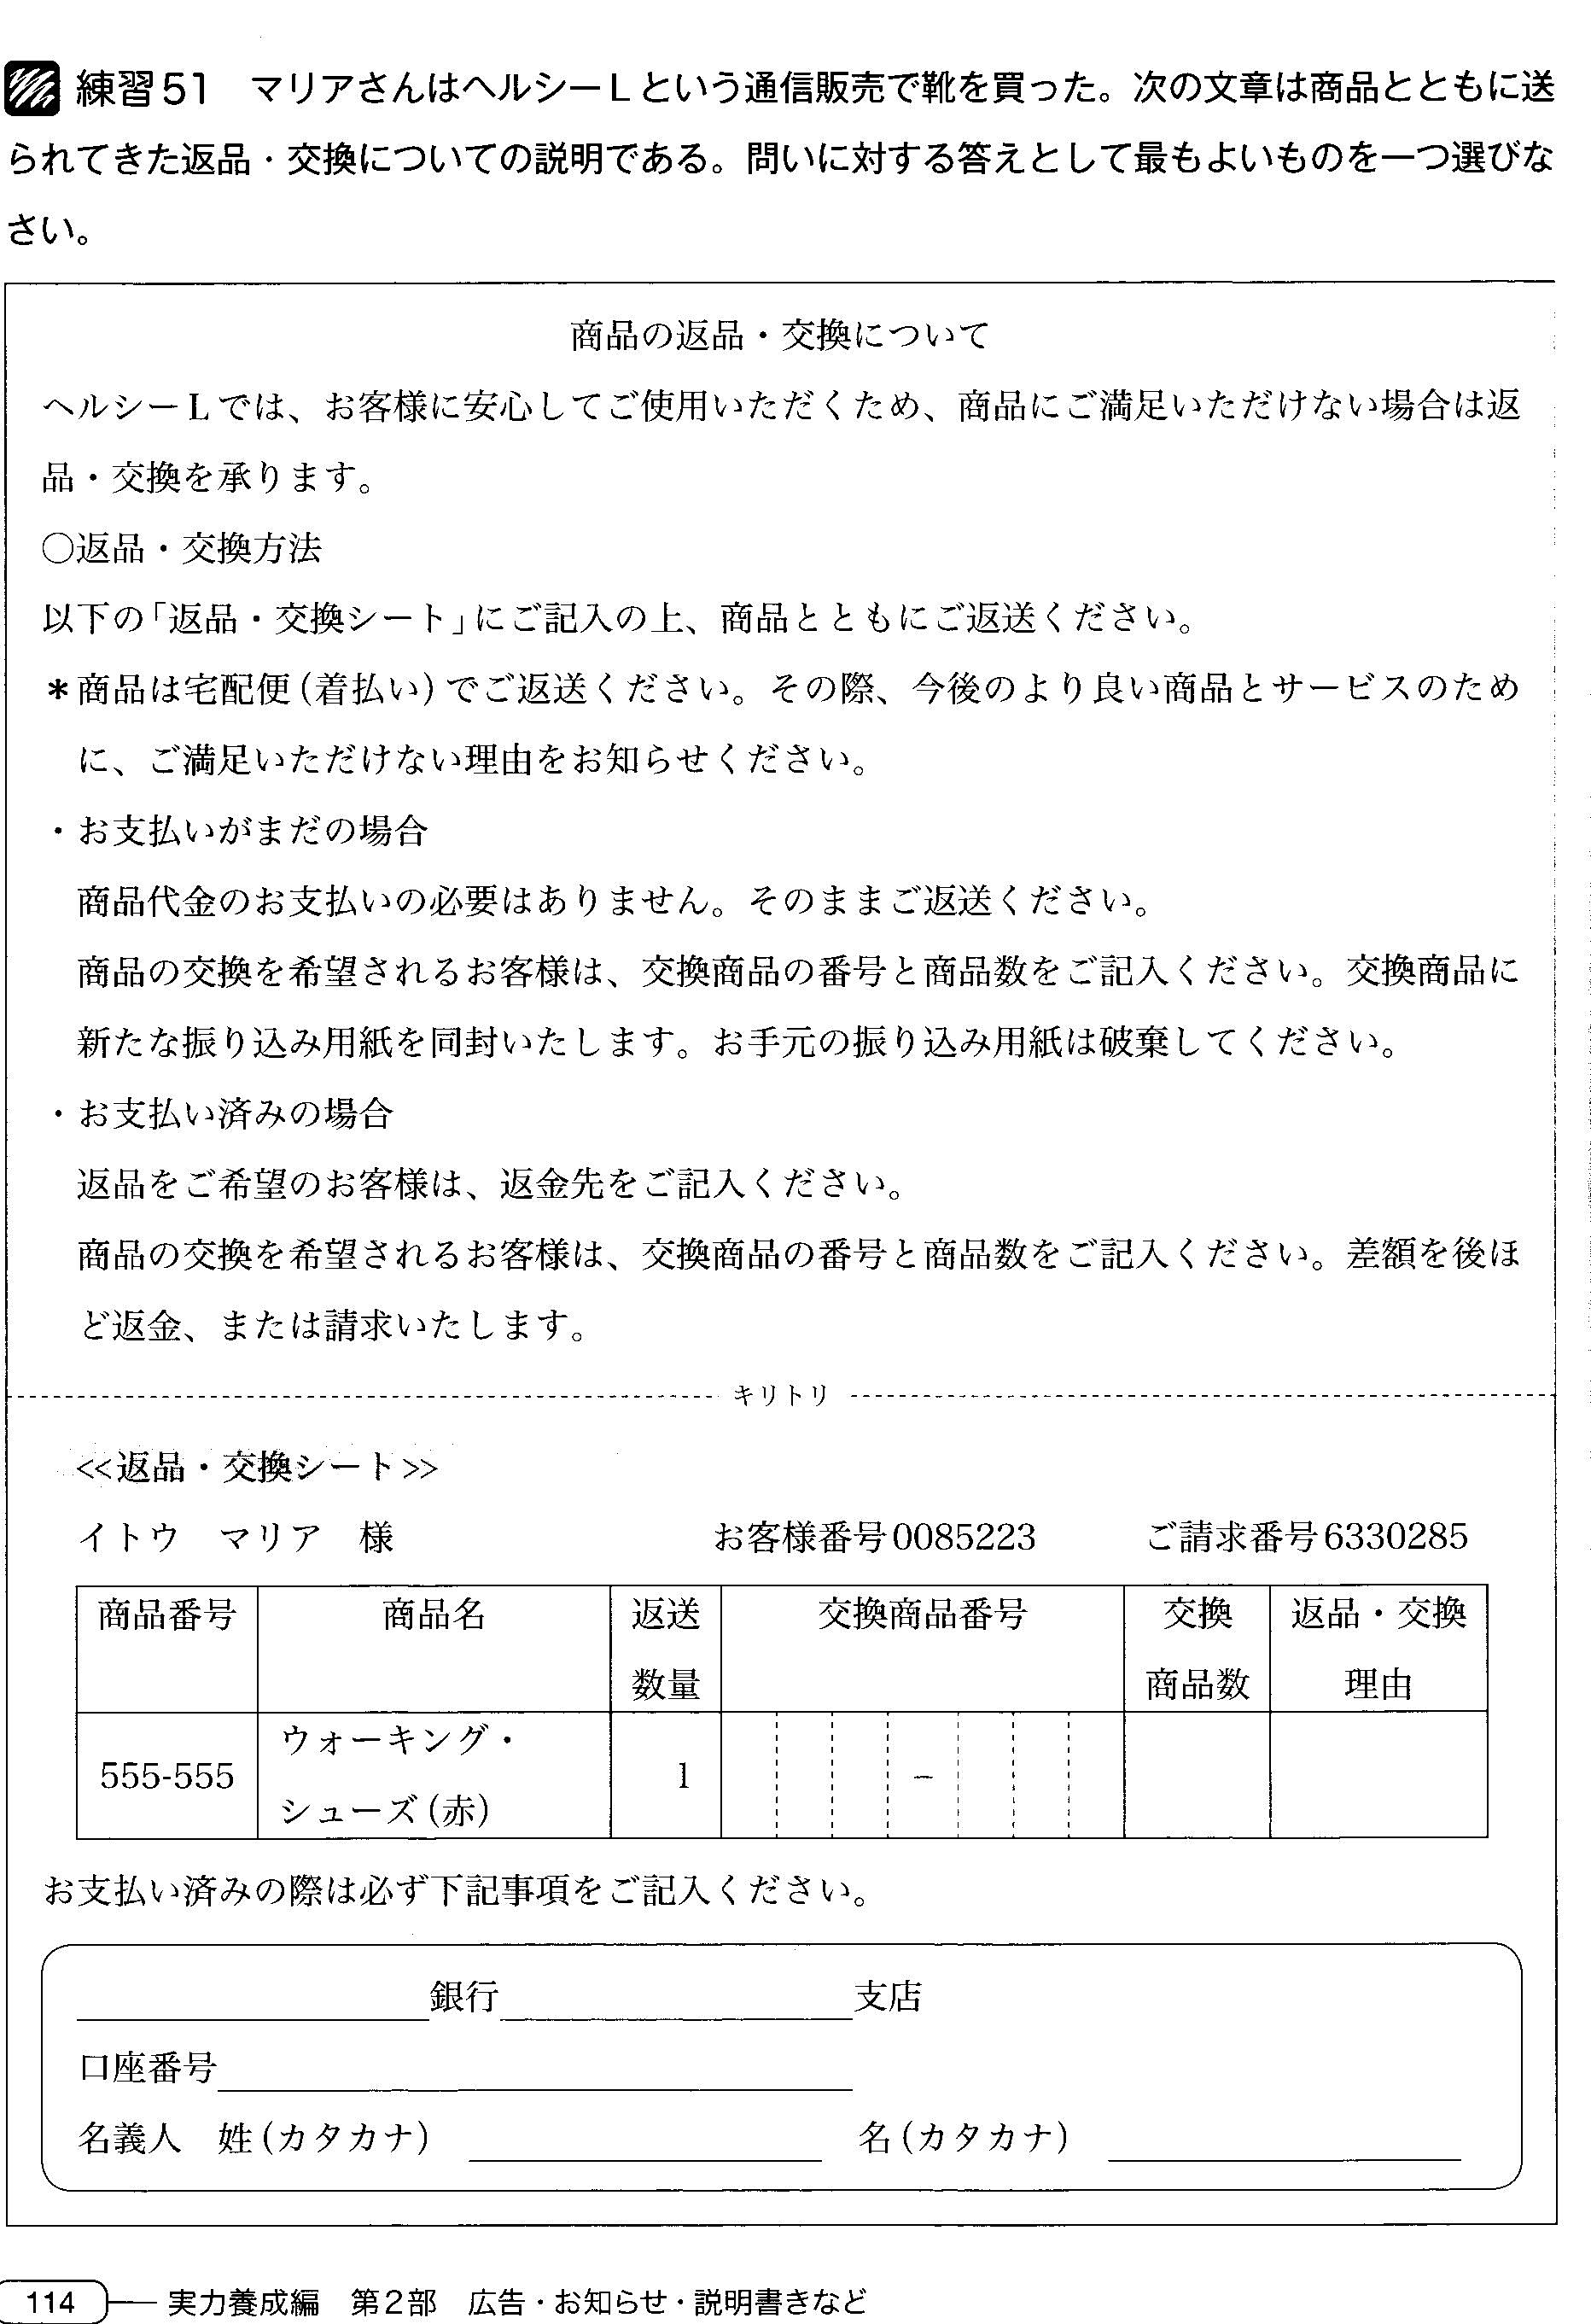 練習51　マリアさんはヘルシーLという通信販売で靴を買った。次の文章は商品とともに送
られてきた返品・交換についての説明である。問いに対する答えとして最もよいものを一つ選びな
さい。
商品の返品・交換について
ヘルシーLでは、お客様に安心してご使用いただくため、商品にご満足いただけない場合は返
品・交換を承ります。
○返品・交換方法
以下の「返品・交換シート」にご記入の上、商品とともにご返送ください。
＊商品は宅配便(着払い)でご返送ください。その際、今後のより良い商品とサービスのため
に、ご満足いただけない理由をお知らせください。
・お支払いがまだの場合
商品代金のお支払いの必要はありません。そのままご返送ください。
商品の交換を希望されるお客様は、交換商品の番号と商品数をご記入ください。交換商品に
新たな振り込み用紙を同封いたします。お手元の振り込み用紙は破棄してください。
・お支払い済みの場合
返品をご希望のお客様は、返金先をご記入ください。
商品の交換を希望されるお客様は、交換商品の番号と商品数をご記入ください。差額を後ほ
ど返金、または請求いたします。
キリトリ
<<返品・交換シート>>
イトウ　マリア　様　お客様番号0085223　ご請求番号6330285
商品番号　商品名　返送　交換商品番号　交換　返品・交換
数量　商品数　理由
ウォーキング・
555-555　1　－
シューズ(赤)
お支払い済みの際は必ず下記事項をご記入ください。
銀行　支店
口座番号
名義人　姓(カタカナ)　名(カタカナ)
114　実力養成編　第2部　広告・お知らせ・説明書きなど